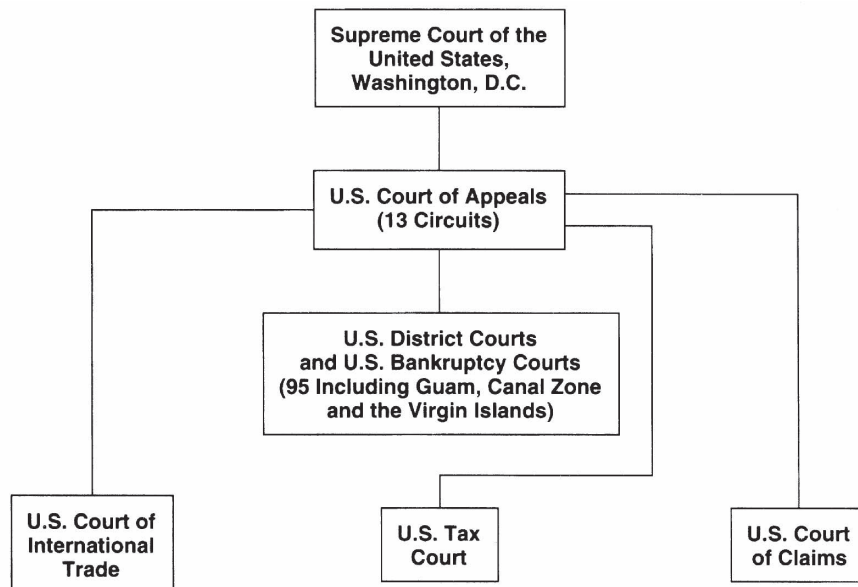 Supreme Court of the
United States,
Washington, D.C.
U.S. Court of Appeals
(13 Circuits)
U.S. District Courts
and U.S. Bankruptcy Courts
(95 Including Guam, Canal Zone
and the Virgin Islands)
U.S. Court of
International
Trade
U.S. Tax
Court
U.S. Court
of Claims